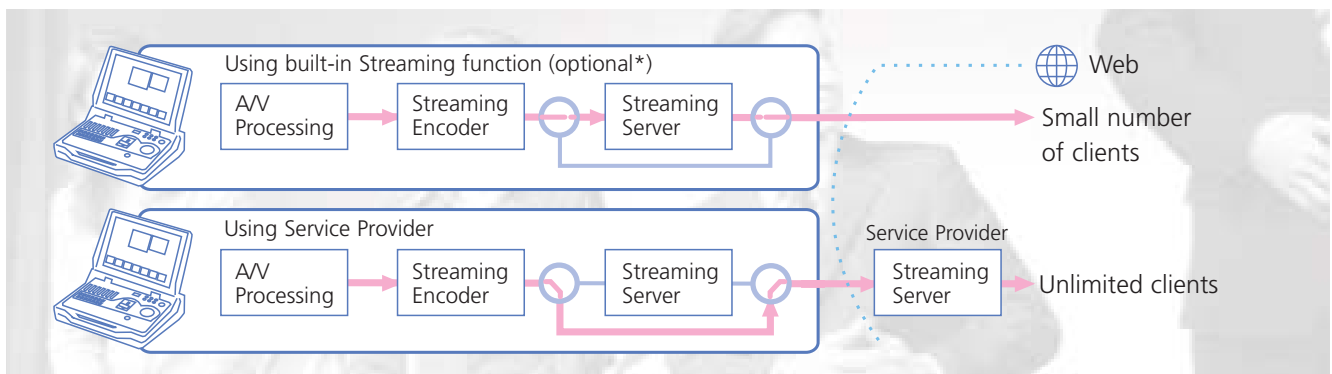 Using built-in Streaming function (optional*)
A/V
Processing
Streaming
Encoder
Streaming
Server
Web
Small number
of clients
Using Service Provider
A/V
Processing
Streaming
Encoder
Streaming
Server
Service Provider
Streaming
Server
Unlimited clients